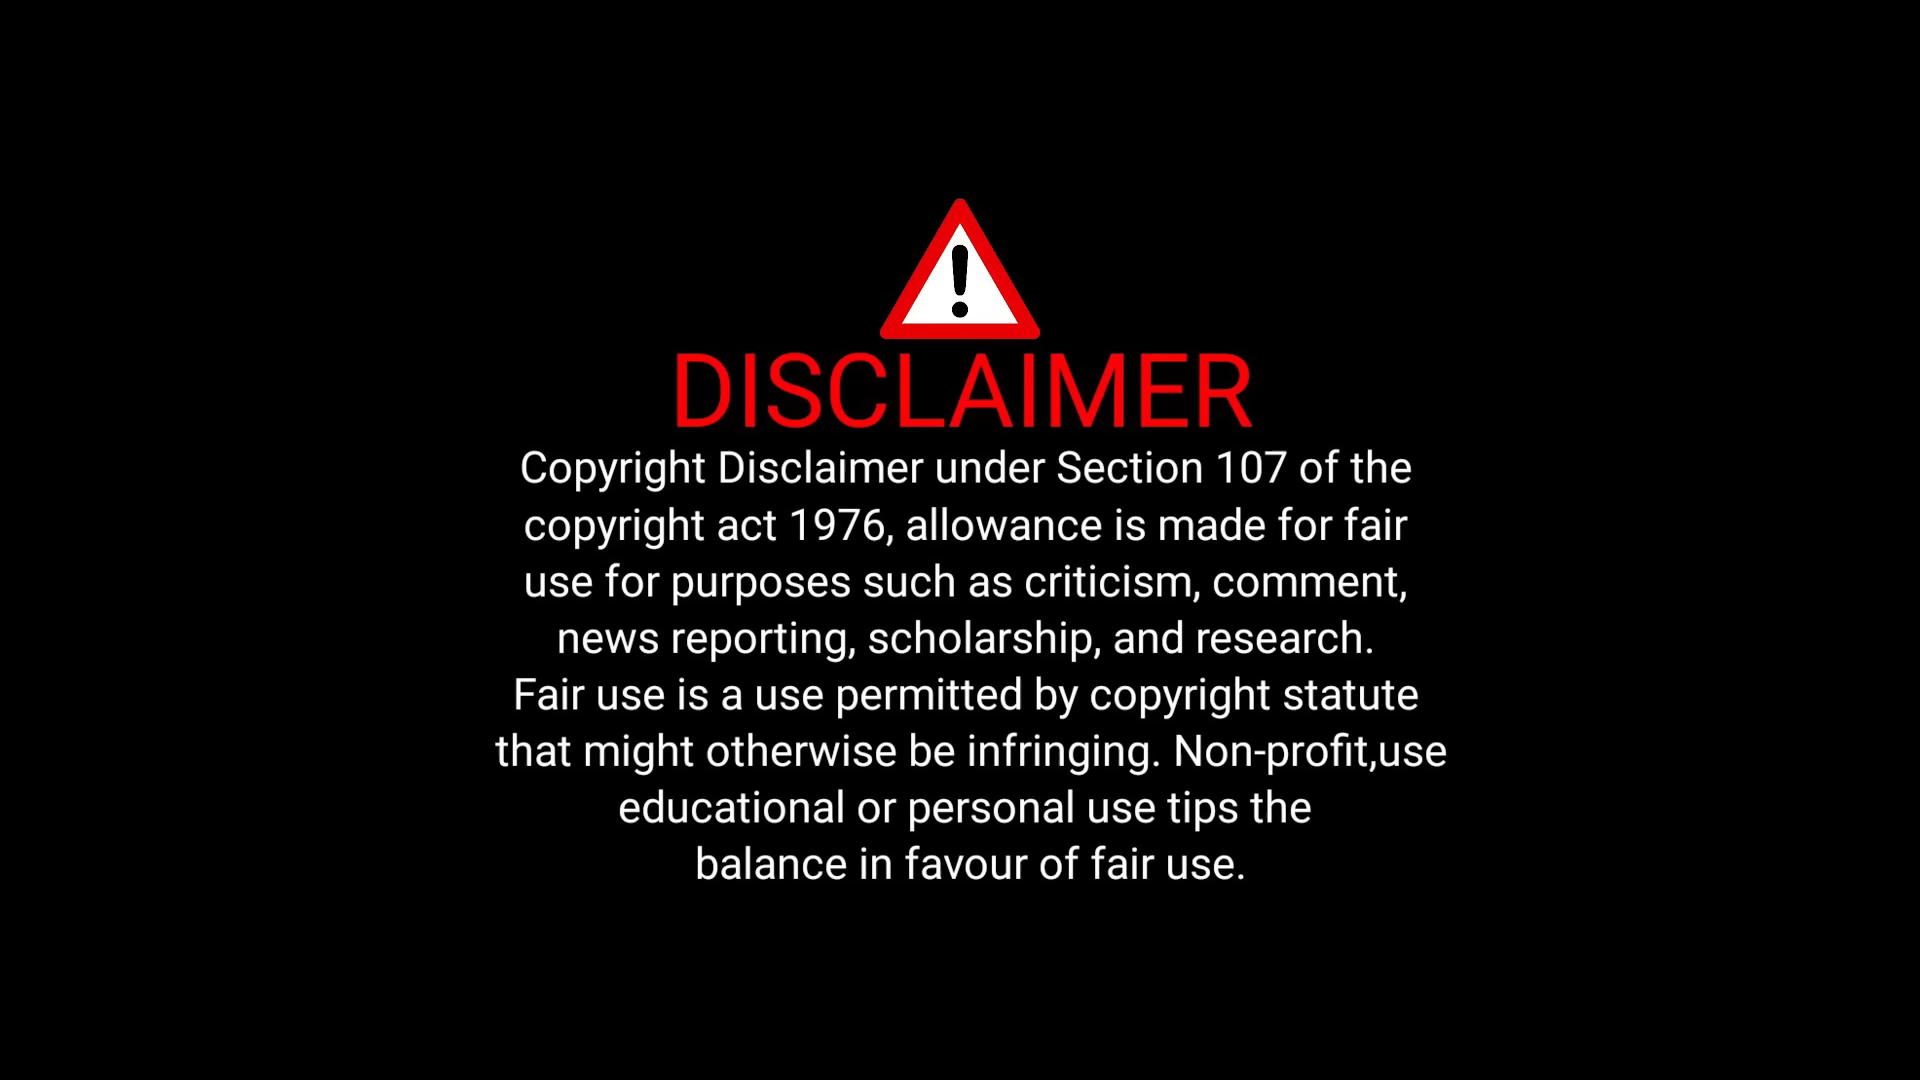 DISCLAIMER
Copyright Disclaimer under Section 107 of the
copyright act 1976, allowance is made for fair
use for purposes such as criticism, comment,
news reporting, scholarship, and research.
Fair use is a use permitted by copyright statute
that might otherwise be infringing. Non-profit,use
educational or personal use tips the
balance in favour of fair use.